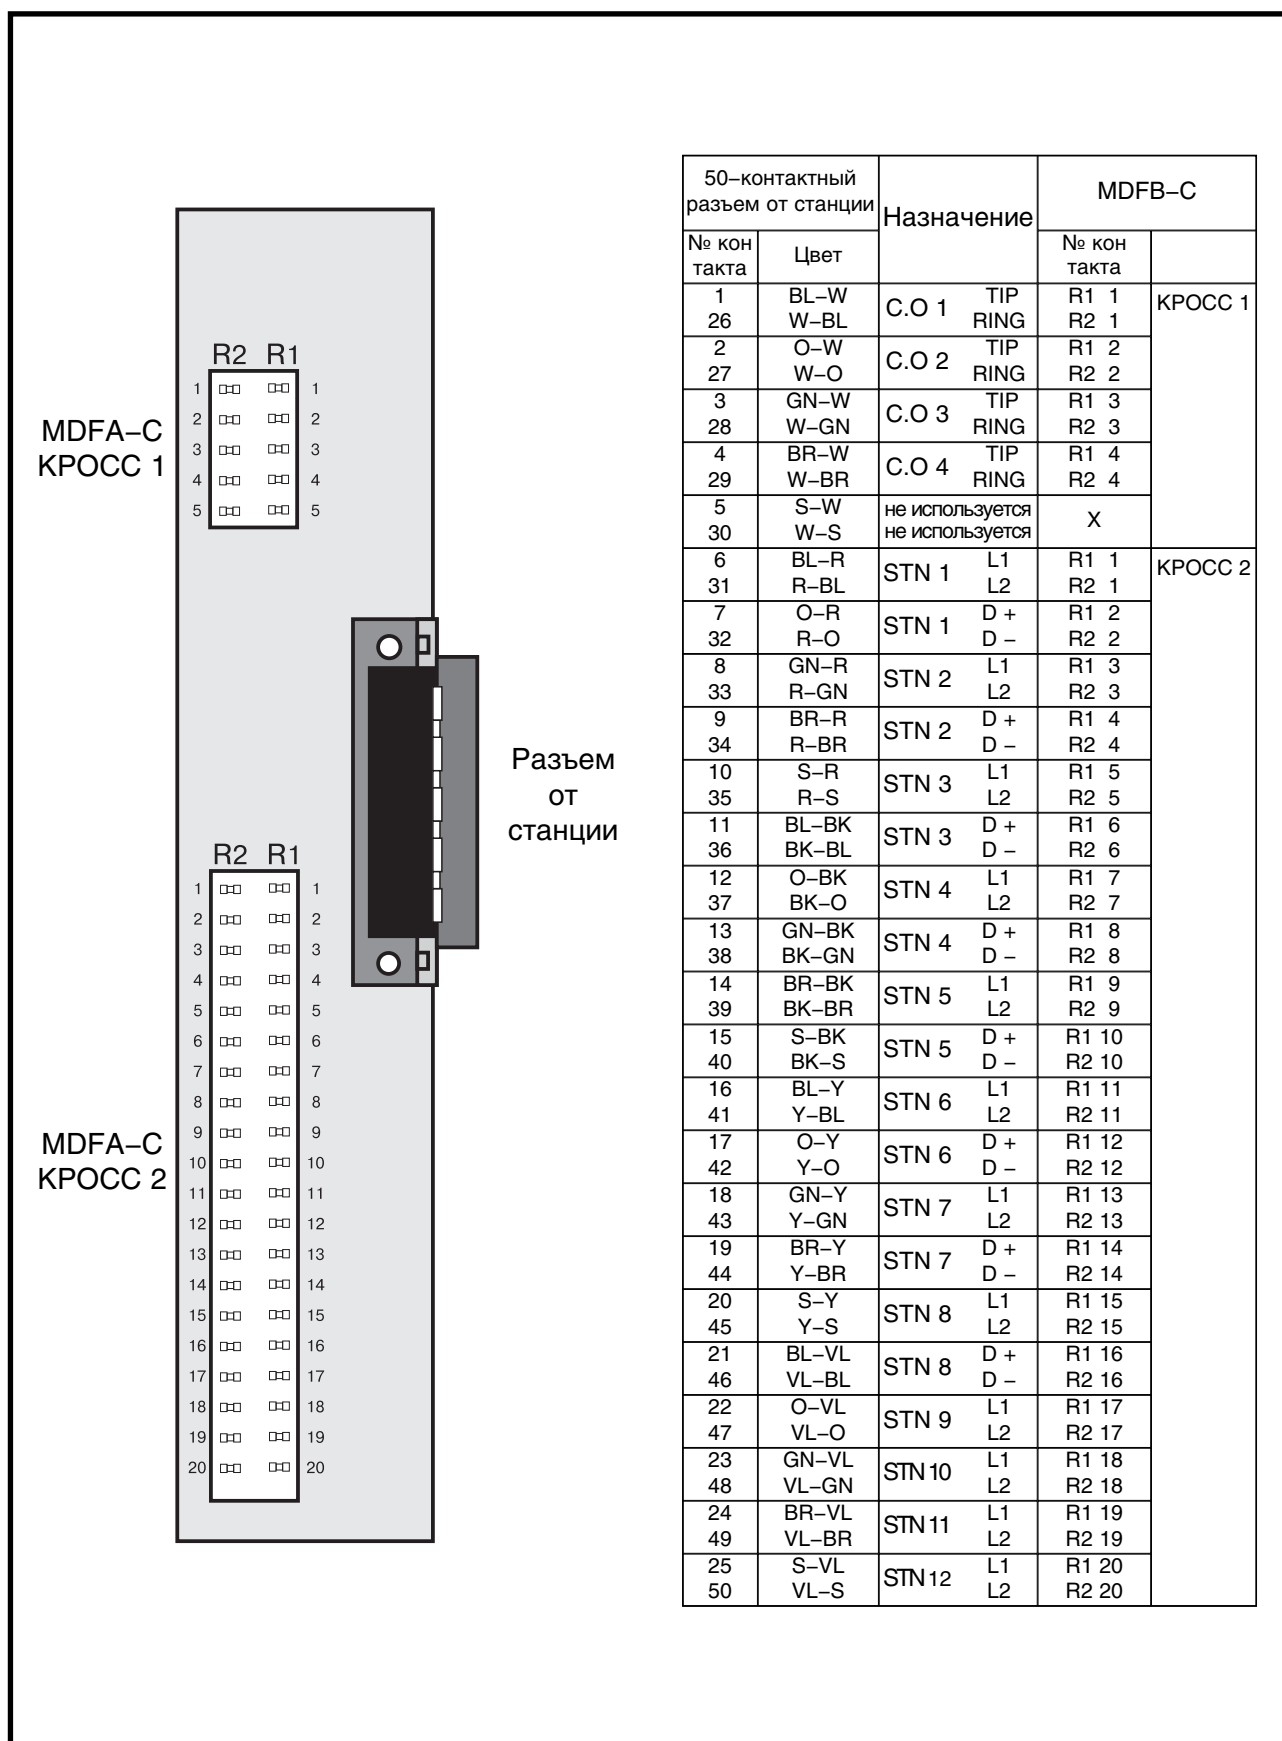 R2 R1
1 1
2 2
3 3
4 4
5 5
MDFA–C
КРОСС 1
Разъем
от
станции
R2 R1
1 1
2 2
3 3
4 4
5 5
6 6
7 7
8 8
9 9
10 10
11 11
12 12
13 13
14 14
15 15
16 16
17 17
18 18
19 19
20 20
MDFA–C
КРОСС 2
50–контактный
разъем от станции
Назначение
MDFB–C
№ кон
такта
Цвет
№ кон
такта
1 BL–W C.O 1 TIP R1 1 КРОСС 1
26 W–BL RING R2 1
2 O–W C.O 2 TIP R1 2
27 W–O RING R2 2
3 GN–W C.O 3 TIP R1 3
28 W–GN RING R2 3
4 BR–W C.O 4 TIP R1 4
29 W–BR RING R2 4
5 S–W не используется X
30 W–S не используется
6 BL–R STN 1 L1 R1 1 КРОСС 2
31 R–BL L2 R2 1
7 O–R STN 1 D + R1 2
32 R–O D – R2 2
8 GN–R STN 2 L1 R1 3
33 R–GN L2 R2 3
9 BR–R STN 2 D + R1 4
34 R–BR D – R2 4
10 S–R STN 3 L1 R1 5
35 R–S L2 R2 5
11 BL–BK STN 3 D + R1 6
36 BK–BL D – R2 6
12 O–BK STN 4 L1 R1 7
37 BK–O L2 R2 7
13 GN–BK STN 4 D + R1 8
38 BK–GN D – R2 8
14 BR–BK STN 5 L1 R1 9
39 BK–BR L2 R2 9
15 S–BK STN 5 D + R1 10
40 BK–S D – R2 10
16 BL–Y STN 6 L1 R1 11
41 Y–BL L2 R2 11
17 O–Y STN 6 D + R1 12
42 Y–O D – R2 12
18 GN–Y STN 7 L1 R1 13
43 Y–GN L2 R2 13
19 BR–Y STN 7 D + R1 14
44 Y–BR D – R2 14
20 S–Y STN 8 L1 R1 15
45 Y–S L2 R2 15
21 BL–VL STN 8 D + R1 16
46 VL–BL D – R2 16
22 O–VL STN 9 L1 R1 17
47 VL–O L2 R2 17
23 GN–VL STN 10 L1 R1 18
48 VL–GN L2 R2 18
24 BR–VL STN 11 L1 R1 19
49 VL–BR L2 R2 19
25 S–VL STN 12 L1 R1 20
50 VL–S L2 R2 20